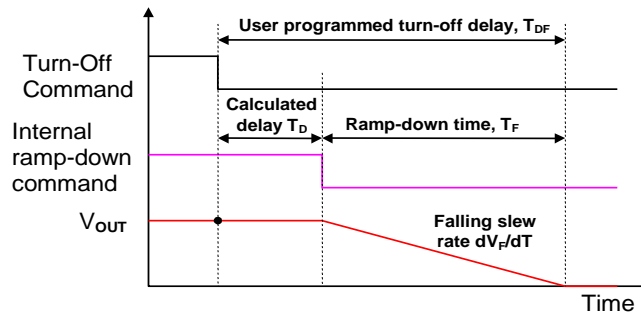 User programmed turn-off delay, TDF
Turn-Off
Command
Calculated
delay TD
Ramp-down time, TF
Internal
ramp-down
command
VOUT
Falling slew
rate dVF/dT
Time